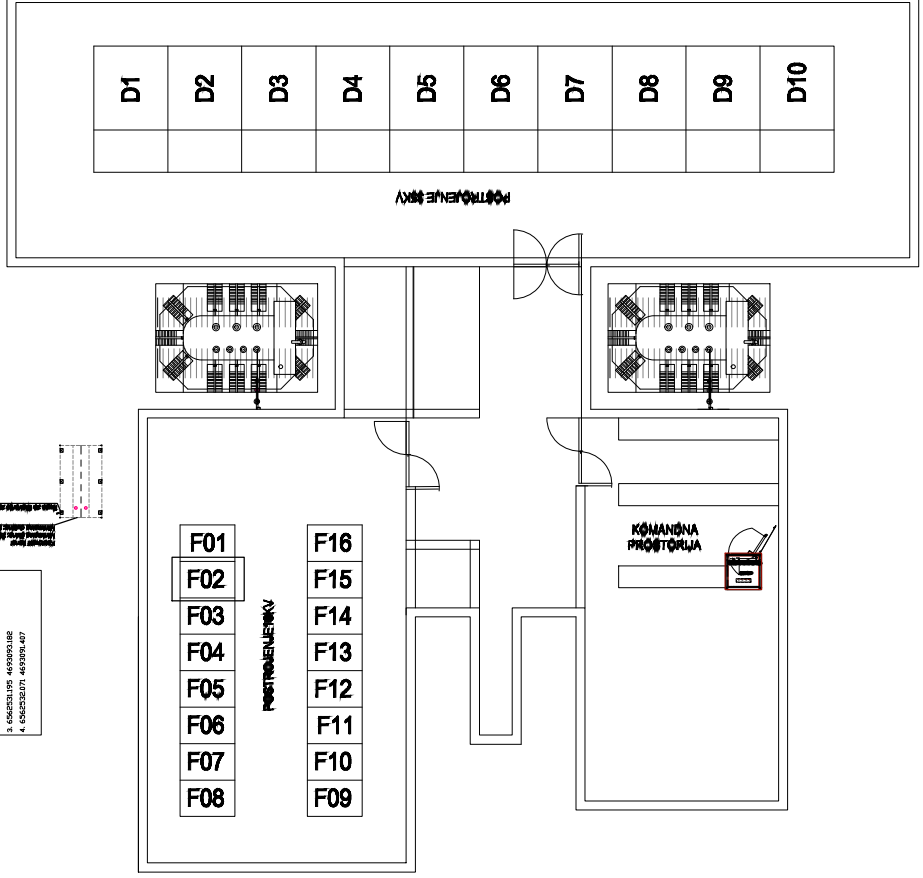 D1 D2 D3 D4 D5 D6 D7 D8 D9 D10
POSTROJENJE 35KV
F01 F16
F02 F15
F03 F14
F04 F13
F05 F12
F06 F11
F07 F10
F08 F09
POSTROJENJE10KV
KOMANDNA
PROSTORIJA
3. 6562531.195 4693093.182
4. 6562532.071 4693091.407